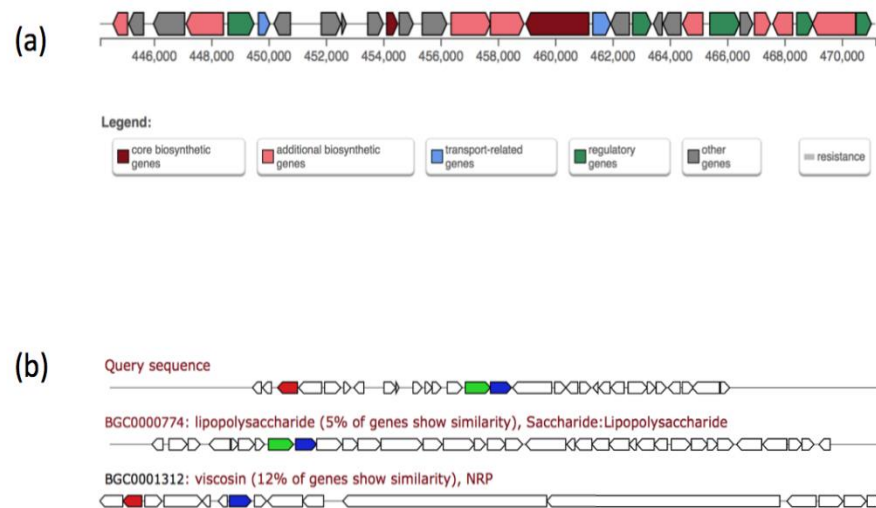 (a)
446,000 448,000 450,000 452,000 454,000 456,000 458,000 460,000 462,000 464,000 466,000 468,000 470,000
Legend:
core biosynthetic genes
additional biosynthetic genes
transport-related genes
regulatory genes
other genes
resistance
(b)
Query sequence
BGC0000774: lipopolysaccharide (5% of genes show similarity), Saccharide:Lipopolysaccharide
BGC0001312: viscosin (12% of genes show similarity), NRP